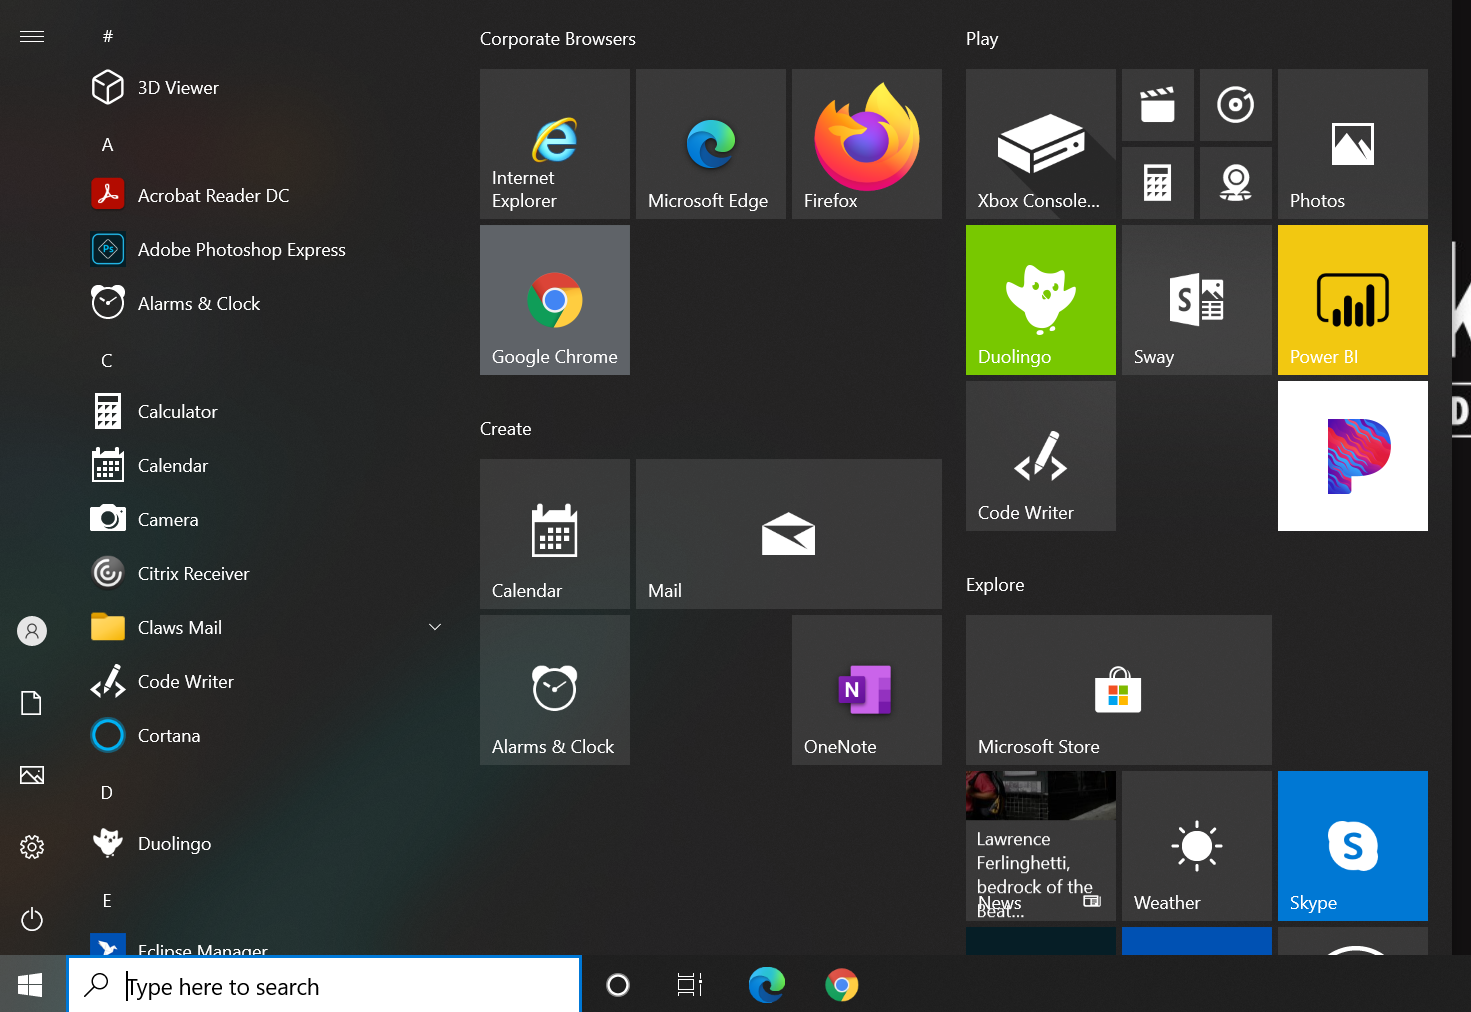 #
3D Viewer
A
Acrobat Reader DC
Ps
Adobe Photoshop Express
Alarms & Clock
C
Calculator
Calendar
Camera
Citrix Receiver
Claws Mail
Code Writer
Cortana
D
Duolingo
E
Eclipse Manager
Corporate Browsers
Internet
Explorer
Microsoft Edge
Firefox
Google Chrome
Create
Calendar
Mail
Alarms & Clock
N
OneNote
Play
Xbox Console...
Photos
Duolingo
S
Sway
Power BI
Code Writer
Explore
Microsoft Store
Lawrence
Ferlinghetti,
bedrock of the
Beat...
News
Weather
S
Skype
D
Type here to search